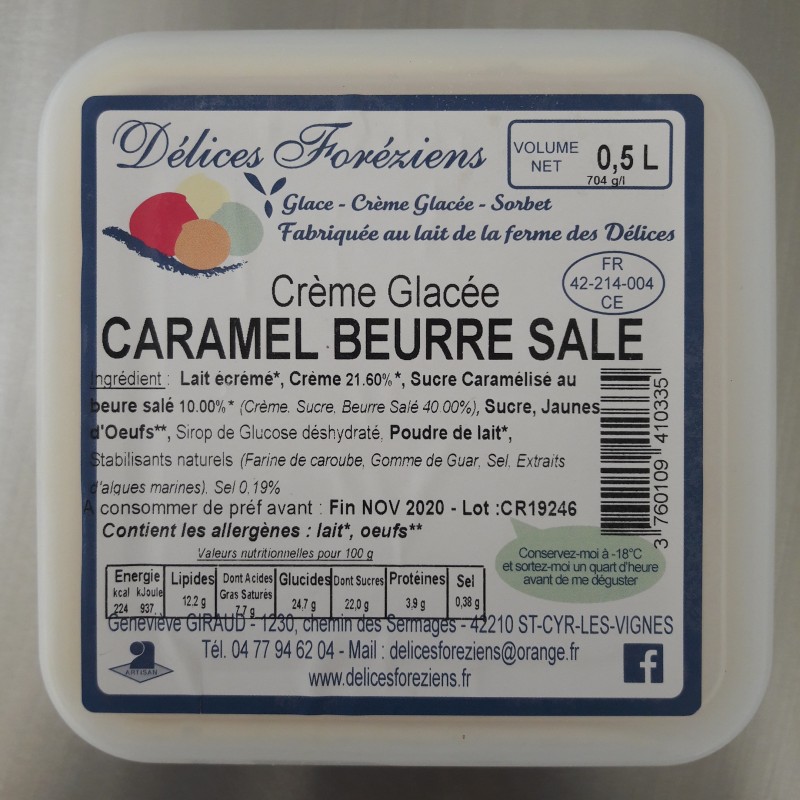 Délices Foréziens
VOLUME NET 0,5 L
704 g/l
Glace - Crème Glacée - Sorbet
Fabriquée au lait de la ferme des Délices
FR
42-214-004
CE
Crème Glacée
CARAMEL BEURRE SALE
Ingrédient : Lait écrémé*, Crème 21.60%*, Sucre Caramélisé au
beure salé 10.00%* (Crème. Sucre. Beurre Salé 40.00%), Sucre, Jaunes
d'Oeufs**, Sirop de Glucose déshydraté, Poudre de lait*,
Stabilisants naturels (Farine de caroube, Gomme de Guar, Sel. Extraits
d'algues marines). Sel 0.19%
A consommer de préf avant : Fin NOV 2020 - Lot :CR19246
Contient les allergènes : lait*, oeufs**
3 760109 410335
Conservez-moi à -18°C
et sortez-moi un quart d'heure
avant de me déguster
Valeurs nutritionnelles pour 100 g
Energie Lipides Dont Acides Gras Saturés Glucides Dont Sucres Protéines Sel
kcal kJoule
224 937 12,2 g 7,7 g 24,7 g 22,0 g 3,9 g 0,38 g
Geneviève GIRAUD - 1230, chemin des Sermages - 42210 ST-CYR-LES-VIGNES
Tél. 04 77 94 62 04 - Mail : delicesforeziens@orange.fr
www.delicesforeziens.fr
ARTISAN
f